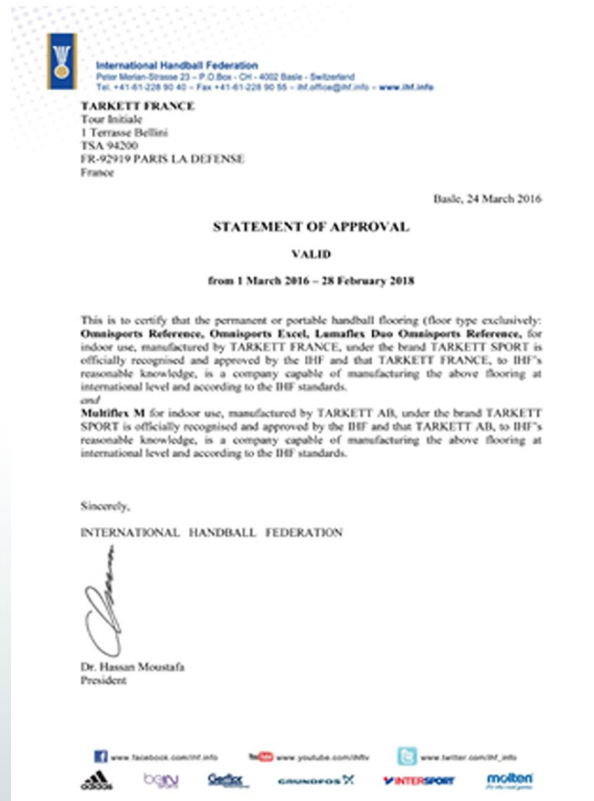 International Handball Federation
Peter Merian-Strasse 23 – P.O.Box - CH - 4002 Basle - Switzerland
Tel. +41-61-228 90 40 – Fax +41-61-228 90 55 – ihf.office@ihf.info – www.ihf.info
TARKETT FRANCE
Tour Initiale
1 Terrasse Bellini
TSA 94200
FR-92919 PARIS LA DEFENSE
France
Basle, 24 March 2016
STATEMENT OF APPROVAL
VALID
from 1 March 2016 – 28 February 2018
This is to certify that the permanent or portable handball flooring (floor type exclusively:
Omnisports Reference, Omnisports Excel, Lumaflex Duo Omnisports Reference, for
indoor use, manufactured by TARKETT FRANCE, under the brand TARKETT SPORT is
officially recognised and approved by the IHF and that TARKETT FRANCE, to IHF's
reasonable knowledge, is a company capable of manufacturing the above flooring at
international level and according to the IHF standards.
and
Multiflex M for indoor use, manufactured by TARKETT AB, under the brand TARKETT
SPORT is officially recognised and approved by the IHF and that TARKETT AB, to IHF's
reasonable knowledge, is a company capable of manufacturing the above flooring at
international level and according to the IHF standards.
Sincerely,
INTERNATIONAL HANDBALL FEDERATION
Dr. Hassan Moustafa
President
www.facebook.com/ihf.info YouTube www.youtube.com/ihftv www.twitter.com/ihf_info
adidas beIN SPORTS Gerflor GRUNDFOS INTERSPORT molten
For the real game